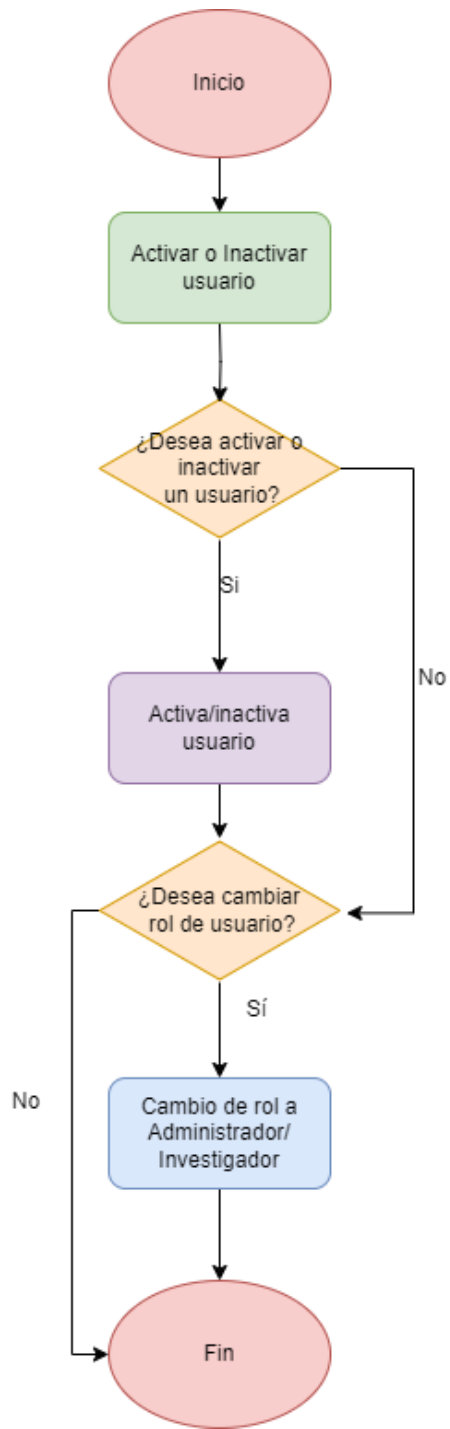 Inicio
Activar o Inactivar
usuario
¿Desea activar o
inactivar
un usuario?
Si
No
Activa/inactiva
usuario
¿Desea cambiar
rol de usuario?
Sí
No
Cambio de rol a
Administrador/
Investigador
Fin